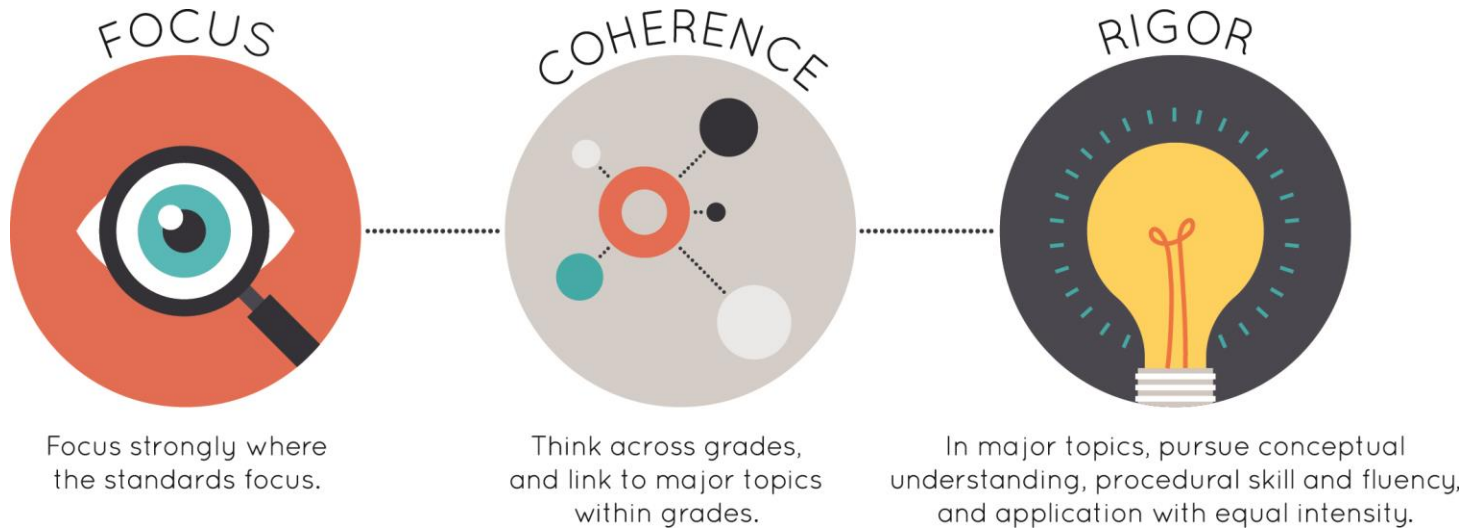 FOCUS
COHERENCE
RIGOR
Focus strongly where
the standards focus.
Think across grades,
and link to major topics
within grades.
In major topics, pursue conceptual
understanding, procedural skill and fluency,
and application with equal intensity.